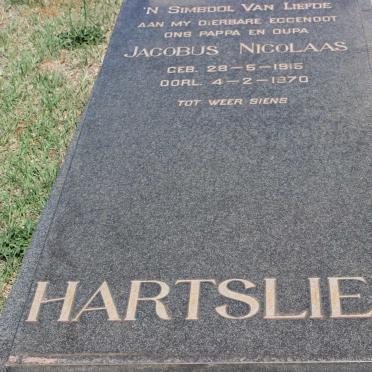 'N SIMBOOL VAN LIEFDE
AAN MY DIERBARE EGGENOOT
ONS PAPPA EN OUPA
JACOBUS NICOLAAS
GEB. 28-5-1915
OORL. 4-2-1970
TOT WEER SIENS
HARTSLIE